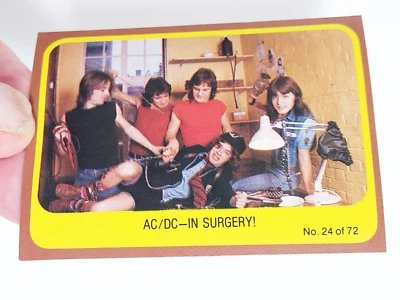 AC/DC—IN SURGERY!
No. 24 of 72